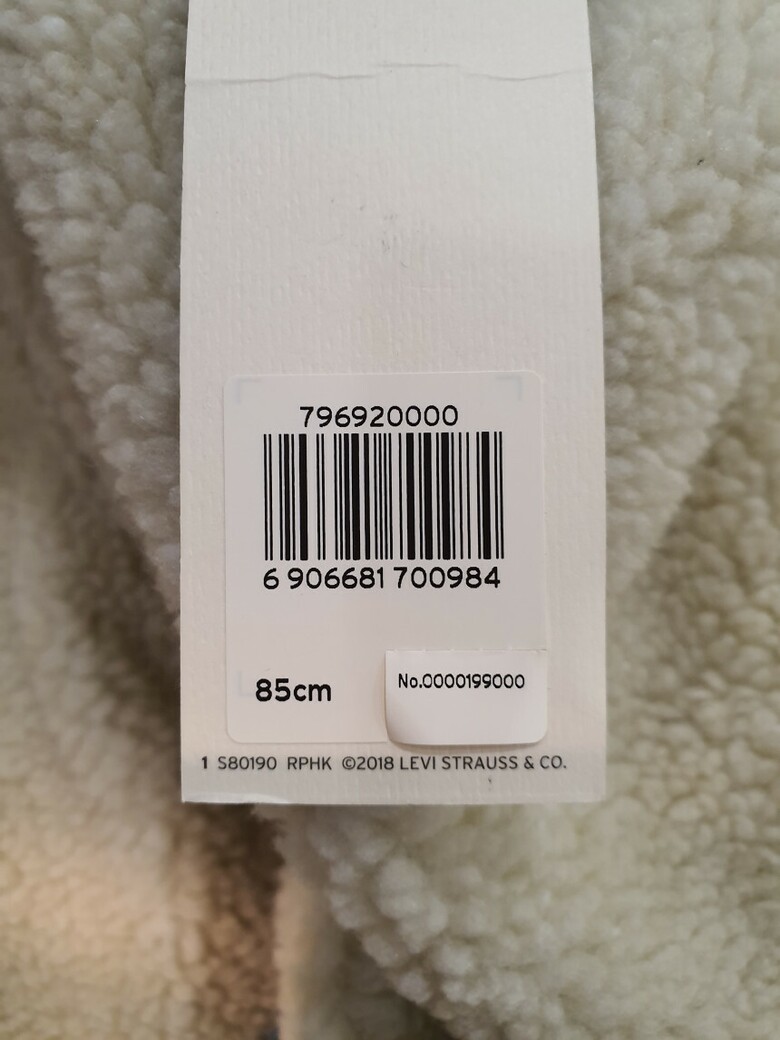 796920000
6 906681 700984
85cm
No.0000199000
1 S80190 RPHK ©2018 LEVI STRAUSS & CO.